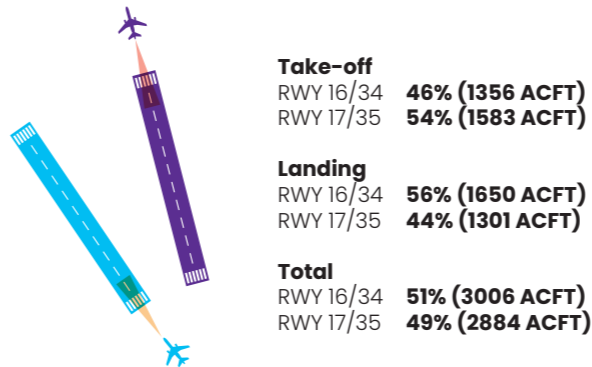 Take-off
RWY 16/34 46% (1356 ACFT)
RWY 17/35 54% (1583 ACFT)
Landing
RWY 16/34 56% (1650 ACFT)
RWY 17/35 44% (1301 ACFT)
Total
RWY 16/34 51% (3006 ACFT)
RWY 17/35 49% (2884 ACFT)